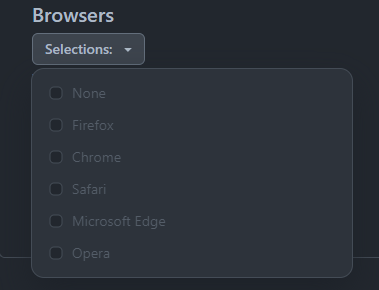 Browsers
Selections:
None
Firefox
Chrome
Safari
Microsoft Edge
Opera